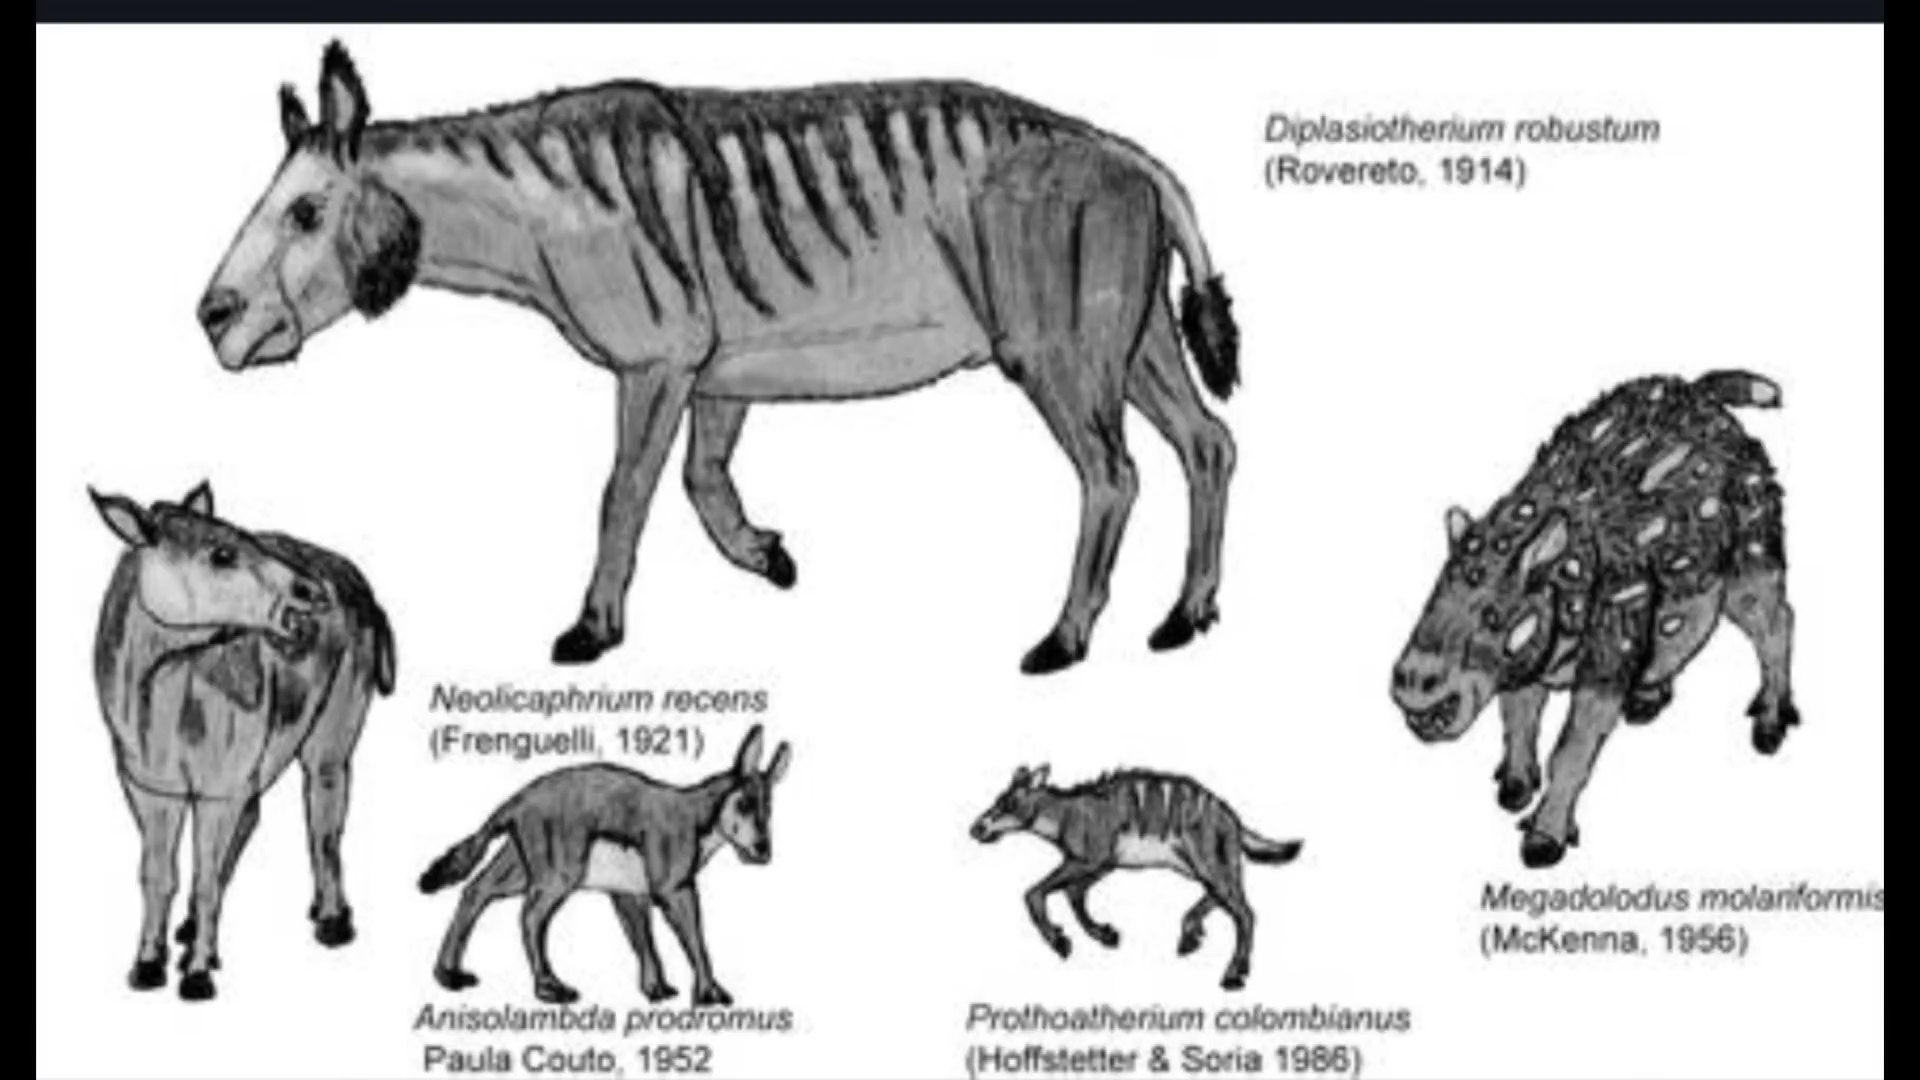 Diplasiotherium robustum
(Rovereto, 1914)
Neolicaphrium recens
(Frenguelli, 1921)
Megadolodus molariformis
(McKenna, 1956)
Anisolambda prodromus
Paula Couto, 1952
Prothoatherium colombianus
(Hoffstetter & Soria 1986)